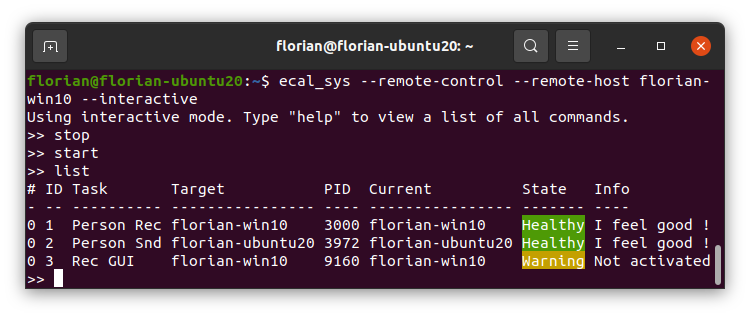 florian@florian-ubuntu20: ~
florian@florian-ubuntu20:~$ ecal_sys --remote-control --remote-host florian-
win10 --interactive
Using interactive mode. Type "help" to view a list of all commands.
>> stop
>> start
>> list
# ID Task       Target           PID  Current          State   Info
- -- ---------- ---------------- ---- ---------------- ------- ----
0 1  Person Rec florian-win10    3000 florian-win10    Healthy I feel good !
0 2  Person Snd florian-ubuntu20 3972 florian-ubuntu20 Healthy I feel good !
0 3  Rec GUI    florian-win10    9160 florian-win10    Warning Not activated
>>